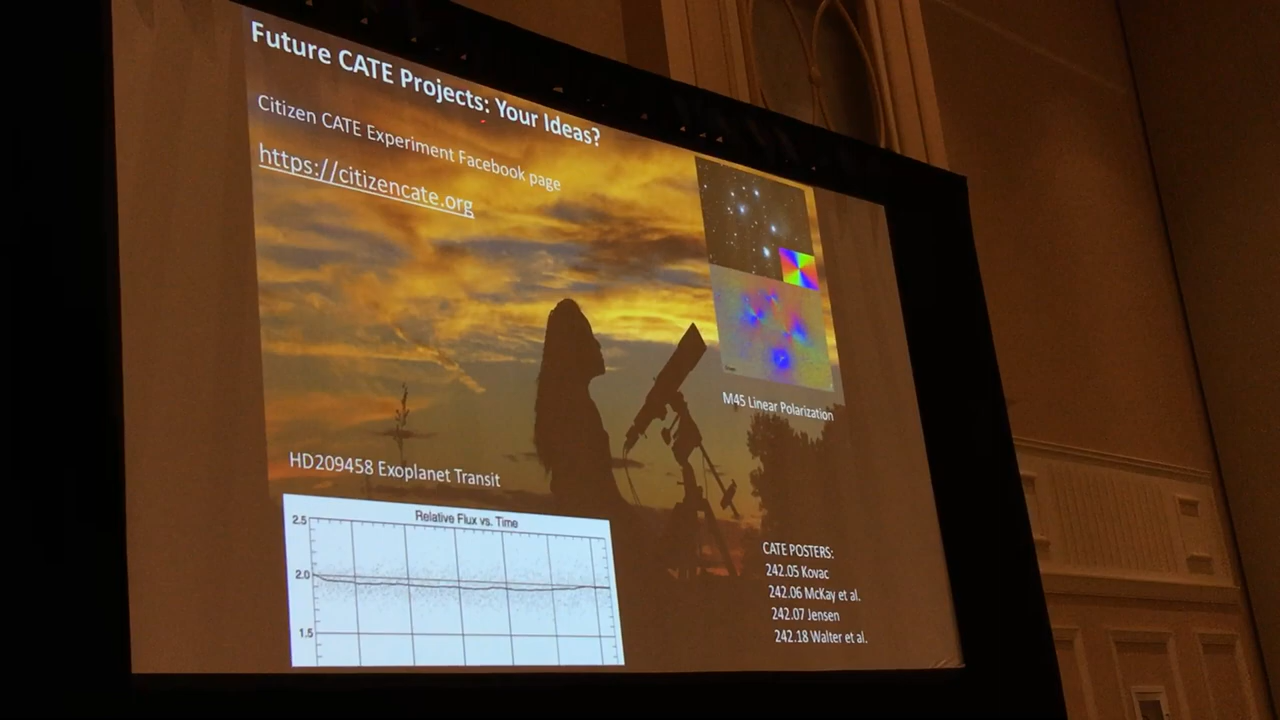 Future CATE Projects: Your Ideas?
Citizen CATE Experiment Facebook page
https://citizencate.org
M45 Linear Polarization
HD209458 Exoplanet Transit
Relative Flux vs. Time
2.5
2.0
1.5
CATE POSTERS:
242.05 Kovac
242.06 McKay et al.
242.07 Jensen
242.18 Walter et al.